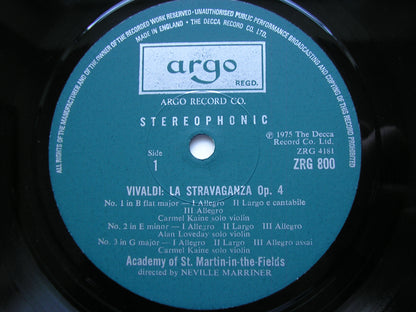 ALL RIGHTS OF THE MANUFACTURER AND OF THE OWNER OF THE RECORDED WORK RESERVED · UNAUTHORISED PUBLIC PERFORMANCE BROADCASTING AND COPYING OF THIS RECORD PROHIBITED
MADE IN ENGLAND · THE DECCA RECORD CO. LTD.
argo
REGD.
ARGO RECORD CO.
STEREOPHONIC
Side
1
℗ 1975 The Decca
Record Co. Ltd.
ZRG 4161
ZRG 800
VIVALDI: LA STRAVAGANZA Op. 4
No. 1 in B flat major — I Allegro II Largo e cantabile
III Allegro
Carmel Kaine solo violin
No. 2 in E minor — I Allegro II Largo III Allegro
Alan Loveday solo violin
No. 3 in G major — I Allegro II Largo III Allegro assai
Carmel Kaine solo violin
Academy of St. Martin-in-the-Fields
directed by NEVILLE MARRINER